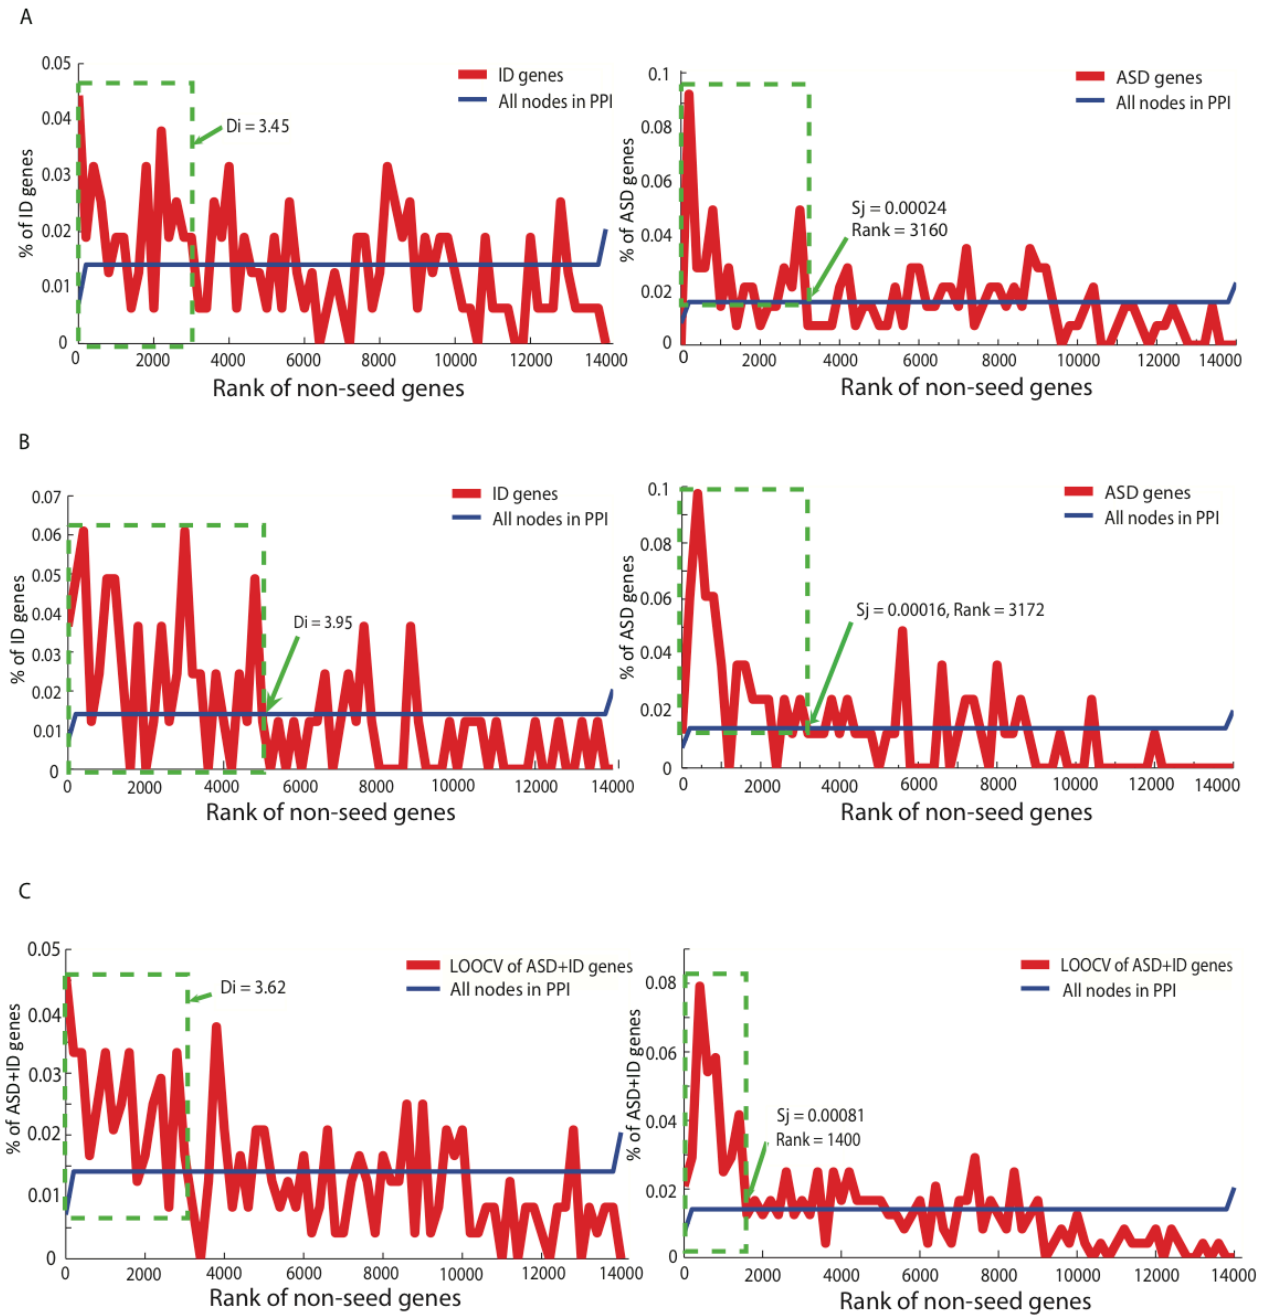 A
0.05
0.04
0.03
0.02
0.01
0
% of ID genes
ID genes
All nodes in PPI
Di = 3.45
0 2000 4000 6000 8000 10000 12000 14000
Rank of non-seed genes
0.1
0.08
0.06
0.04
0.02
0
% of ASD genes
ASD genes
All nodes in PPI
Sj = 0.00024
Rank = 3160
0 2000 4000 6000 8000 10000 12000 14000
Rank of non-seed genes
B
0.07
0.06
0.05
0.04
0.03
0.02
0.01
0
% of ID genes
ID genes
All nodes in PPI
Di = 3.95
0 2000 4000 6000 8000 10000 12000 14000
Rank of non-seed genes
0.1
0.08
0.06
0.04
0.02
0
% of ASD genes
ASD genes
All nodes in PPI
Sj = 0.00016, Rank = 3172
0 2000 4000 6000 8000 10000 12000 14000
Rank of non-seed genes
C
0.05
0.04
0.03
0.02
0.01
0
% of ASD+ID genes
LOOCV of ASD+ID genes
All nodes in PPI
Di = 3.62
0 2000 4000 6000 8000 10000 12000 14000
Rank of non-seed genes
0.08
0.06
0.04
0.02
0
% of ASD+ID genes
LOOCV of ASD+ID genes
All nodes in PPI
Sj = 0.00081
Rank = 1400
0 2000 4000 6000 8000 10000 12000 14000
Rank of non-seed genes